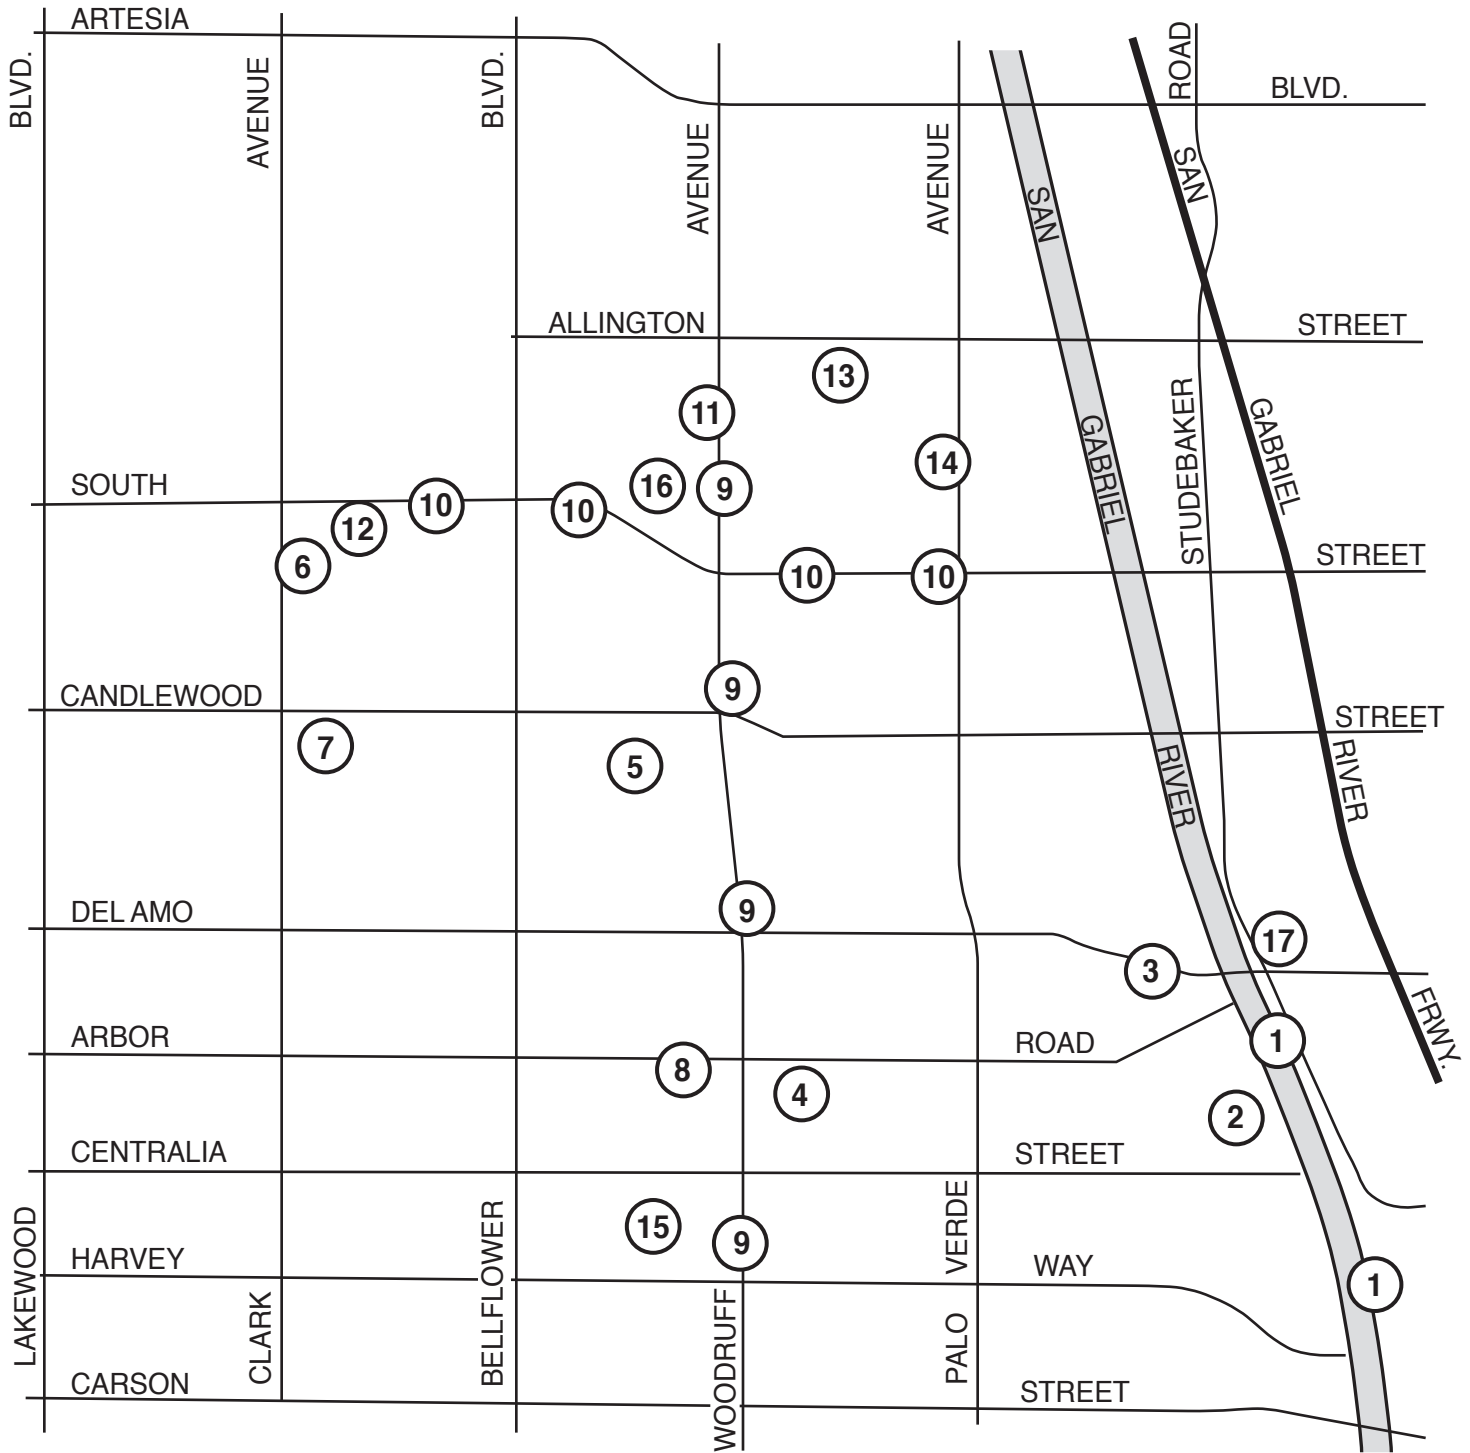 ARTESIA
BLVD.
BLVD.
AVENUE
BLVD.
AVENUE
AVENUE
ROAD
SAN
SAN
ALLINGTON
STREET
13
11
STUDEBAKER
GABRIEL
GABRIEL
14
SOUTH
16
9
10
10
12
6
10
10
STREET
CANDLEWOOD
9
STREET
7
5
RIVER
RIVER
DEL AMO
9
17
3
FRWY.
ARBOR
ROAD
1
8
4
2
CENTRALIA
STREET
15
9
HARVEY
WAY
1
LAKEWOOD
CLARK
BELLFLOWER
WOODRUFF
PALO VERDE
CARSON
STREET